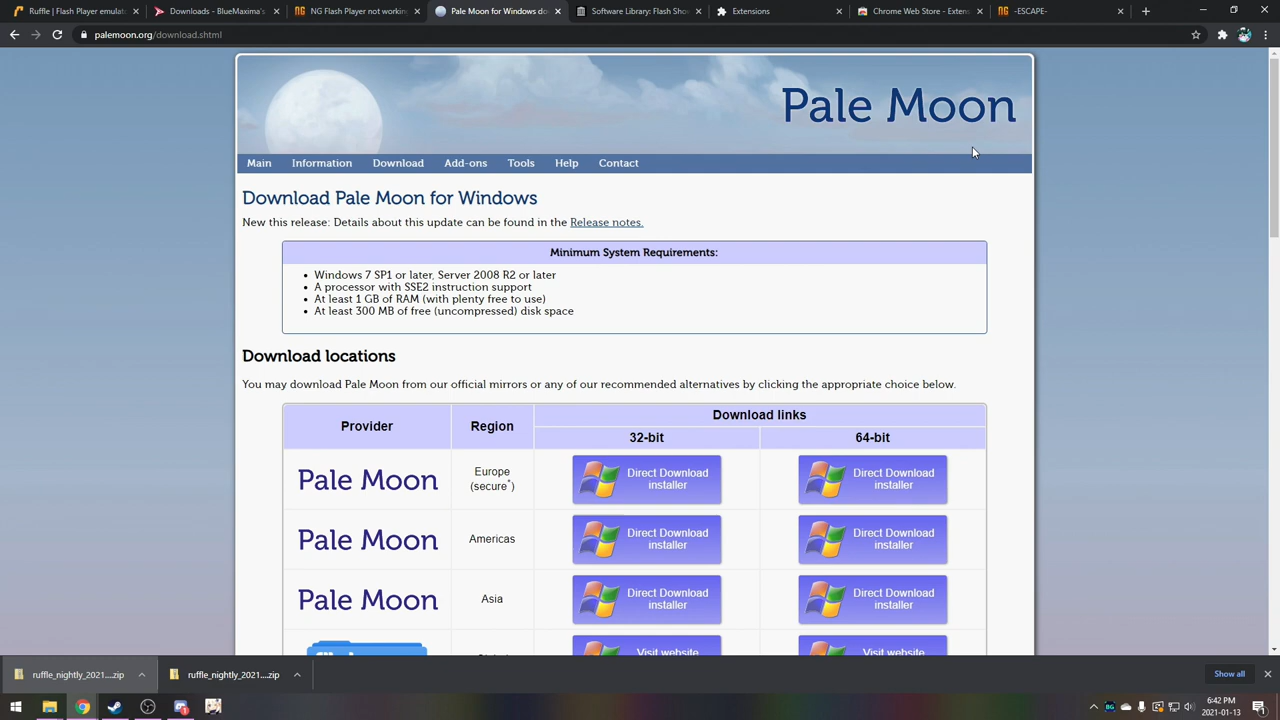 Ruffle | Flash Player emulat
Downloads - BlueMaxima's
NG Flash Player not working
Pale Moon for Windows do
Software Library: Flash Sho
Extensions
Chrome Web Store - Exten
-ESCAPE-
palemoon.org/download.shtml
Pale Moon
Main Information Download Add-ons Tools Help Contact
Download Pale Moon for Windows
New this release: Details about this update can be found in the Release notes.
Minimum System Requirements:
Windows 7 SP1 or later, Server 2008 R2 or later
A processor with SSE2 instruction support
At least 1 GB of RAM (with plenty free to use)
At least 300 MB of free (uncompressed) disk space
Download locations
You may download Pale Moon from our official mirrors or any of our recommended alternatives by clicking the appropriate choice below.
Provider Region Download links
32-bit 64-bit
Pale Moon
Europe
(secure*)
Direct Download
installer
Direct Download
installer
Pale Moon
Americas
Direct Download
installer
Direct Download
installer
Pale Moon
Asia
Direct Download
installer
Direct Download
installer
Visit website
Visit website
ruffle_nightly_2021....zip
ruffle_nightly_2021....zip
Show all
6:42 PM
2021-01-13